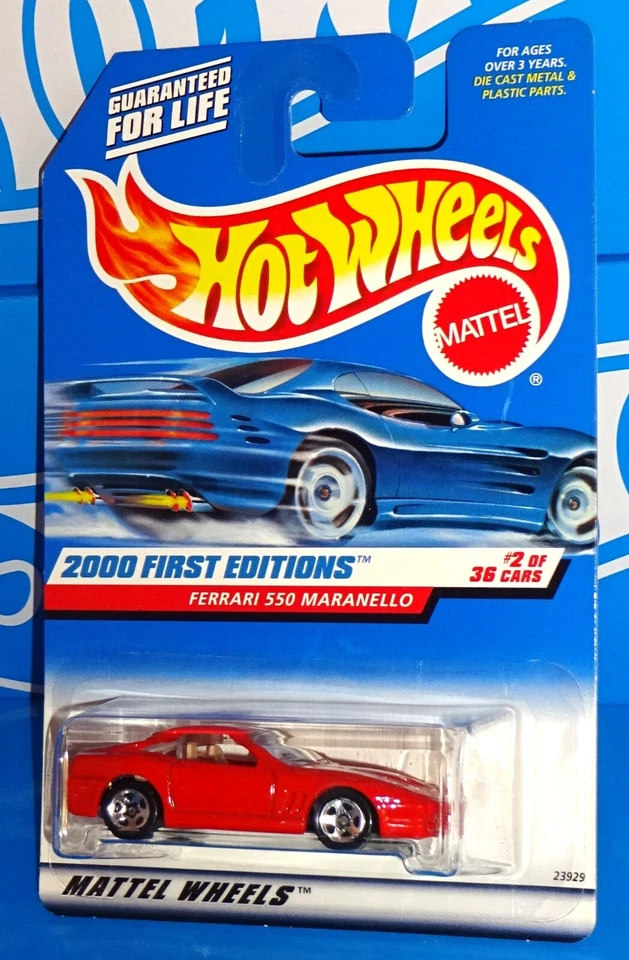 GUARANTEED
FOR LIFE
FOR AGES
OVER 3 YEARS.
DIE CAST METAL &
PLASTIC PARTS.
HOT WHEELS
MATTEL
®
2000 FIRST EDITIONS™
#2 OF
36 CARS
FERRARI 550 MARANELLO
23929
MATTEL WHEELS™